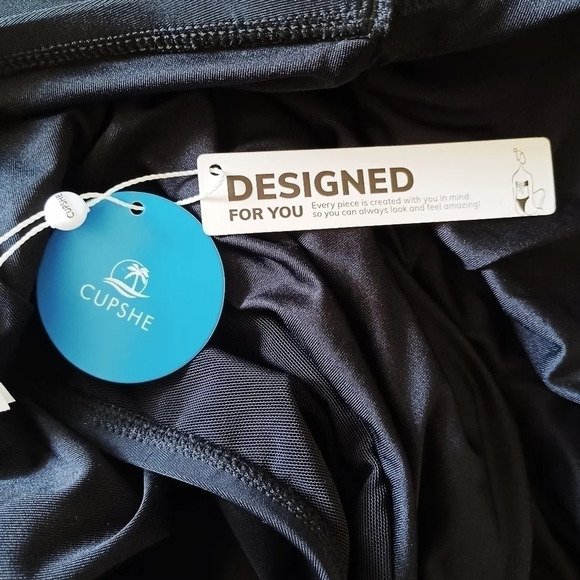 DESIGNED
FOR YOU
Every piece is created with you in mind
so you can always look and feel amazing!
CUPSHE
CUPSHE